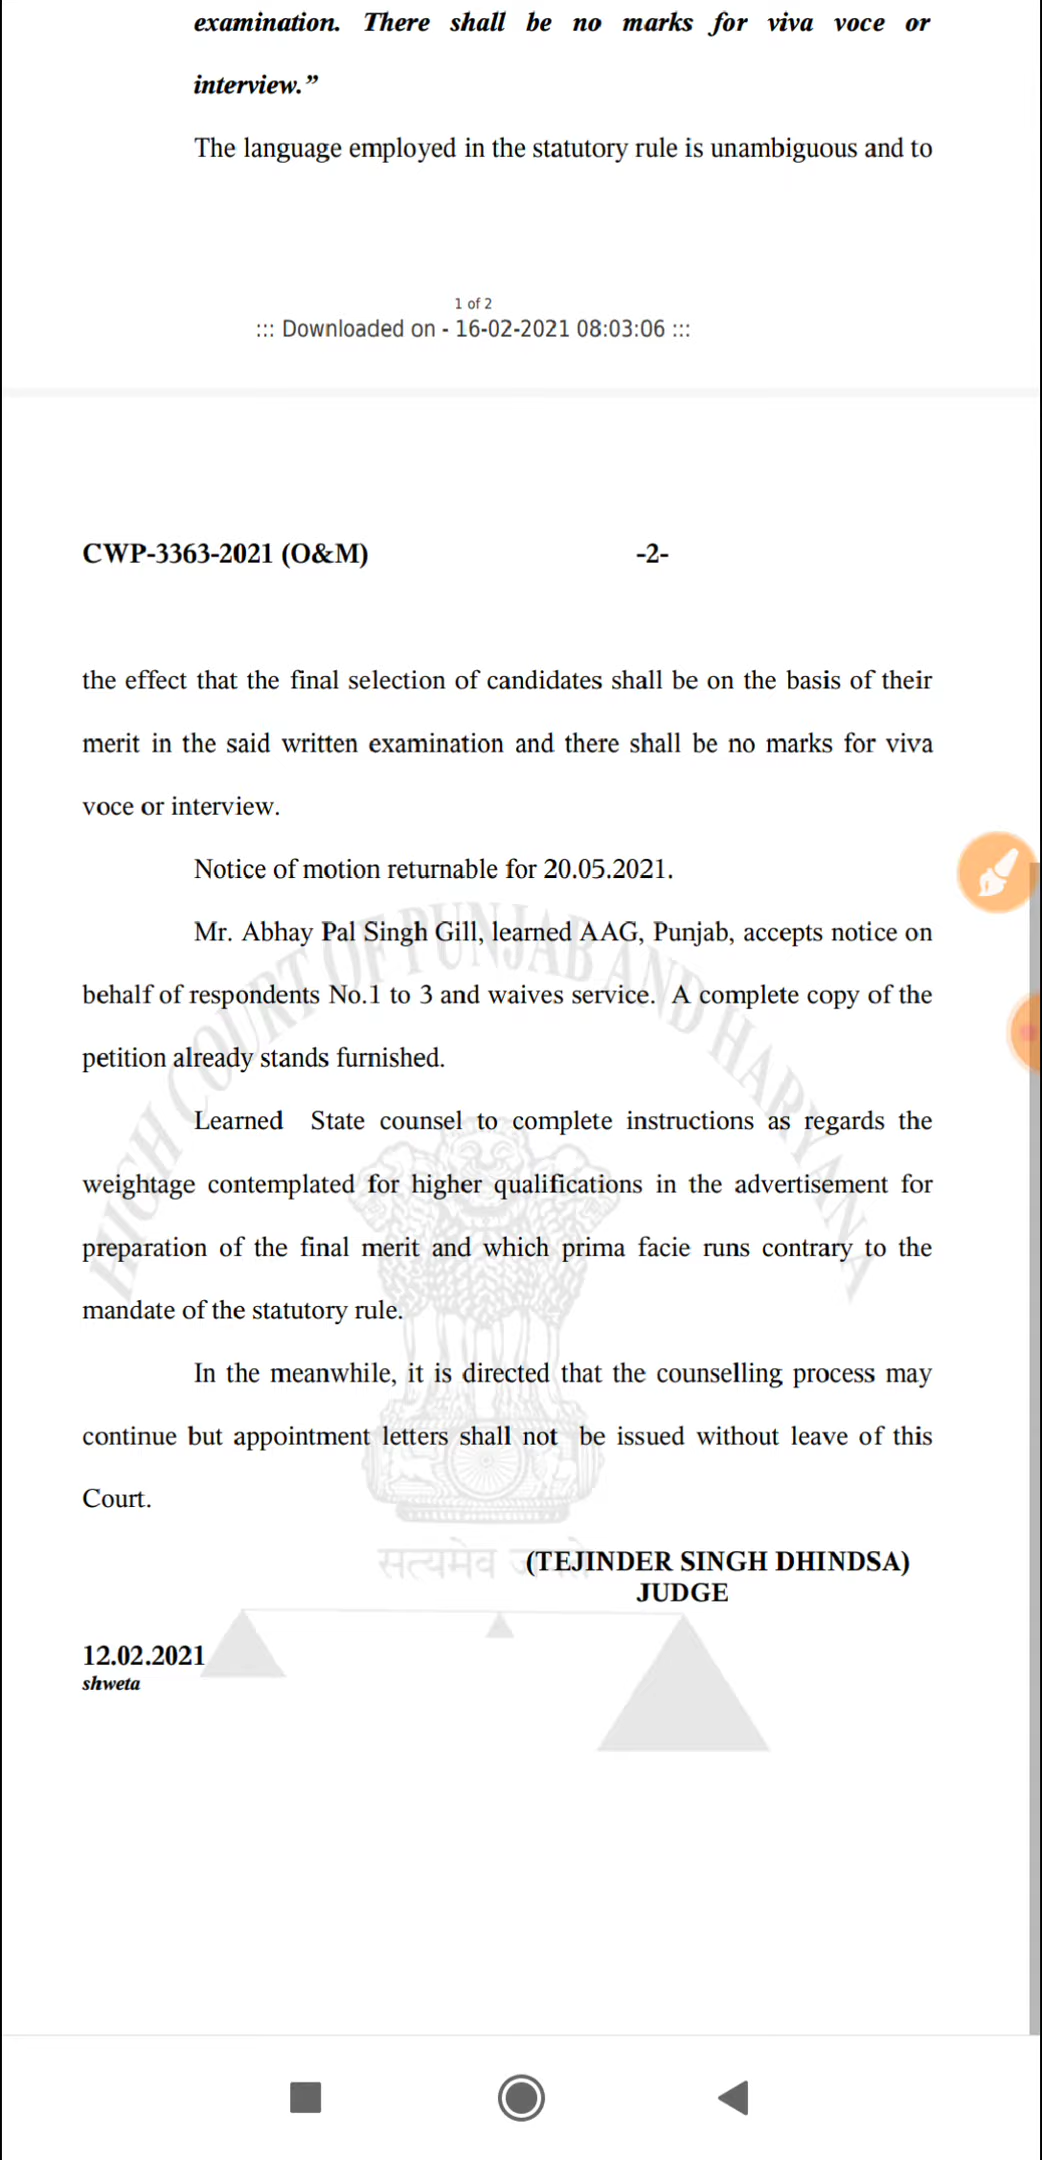 examination. There shall be no marks for viva voce or
interview.”
The language employed in the statutory rule is unambiguous and to
1 of 2
::: Downloaded on - 16-02-2021 08:03:06 :::
CWP-3363-2021 (O&M) -2-
the effect that the final selection of candidates shall be on the basis of their
merit in the said written examination and there shall be no marks for viva
voce or interview.
Notice of motion returnable for 20.05.2021.
Mr. Abhay Pal Singh Gill, learned AAG, Punjab, accepts notice on
behalf of respondents No.1 to 3 and waives service. A complete copy of the
petition already stands furnished.
Learned State counsel to complete instructions as regards the
weightage contemplated for higher qualifications in the advertisement for
preparation of the final merit and which prima facie runs contrary to the
mandate of the statutory rule.
In the meanwhile, it is directed that the counselling process may
continue but appointment letters shall not be issued without leave of this
Court.
(TEJINDER SINGH DHINDSA)
JUDGE
12.02.2021
shweta
HIGH COURT OF PUNJAB AND HARYANA
सत्यमेव